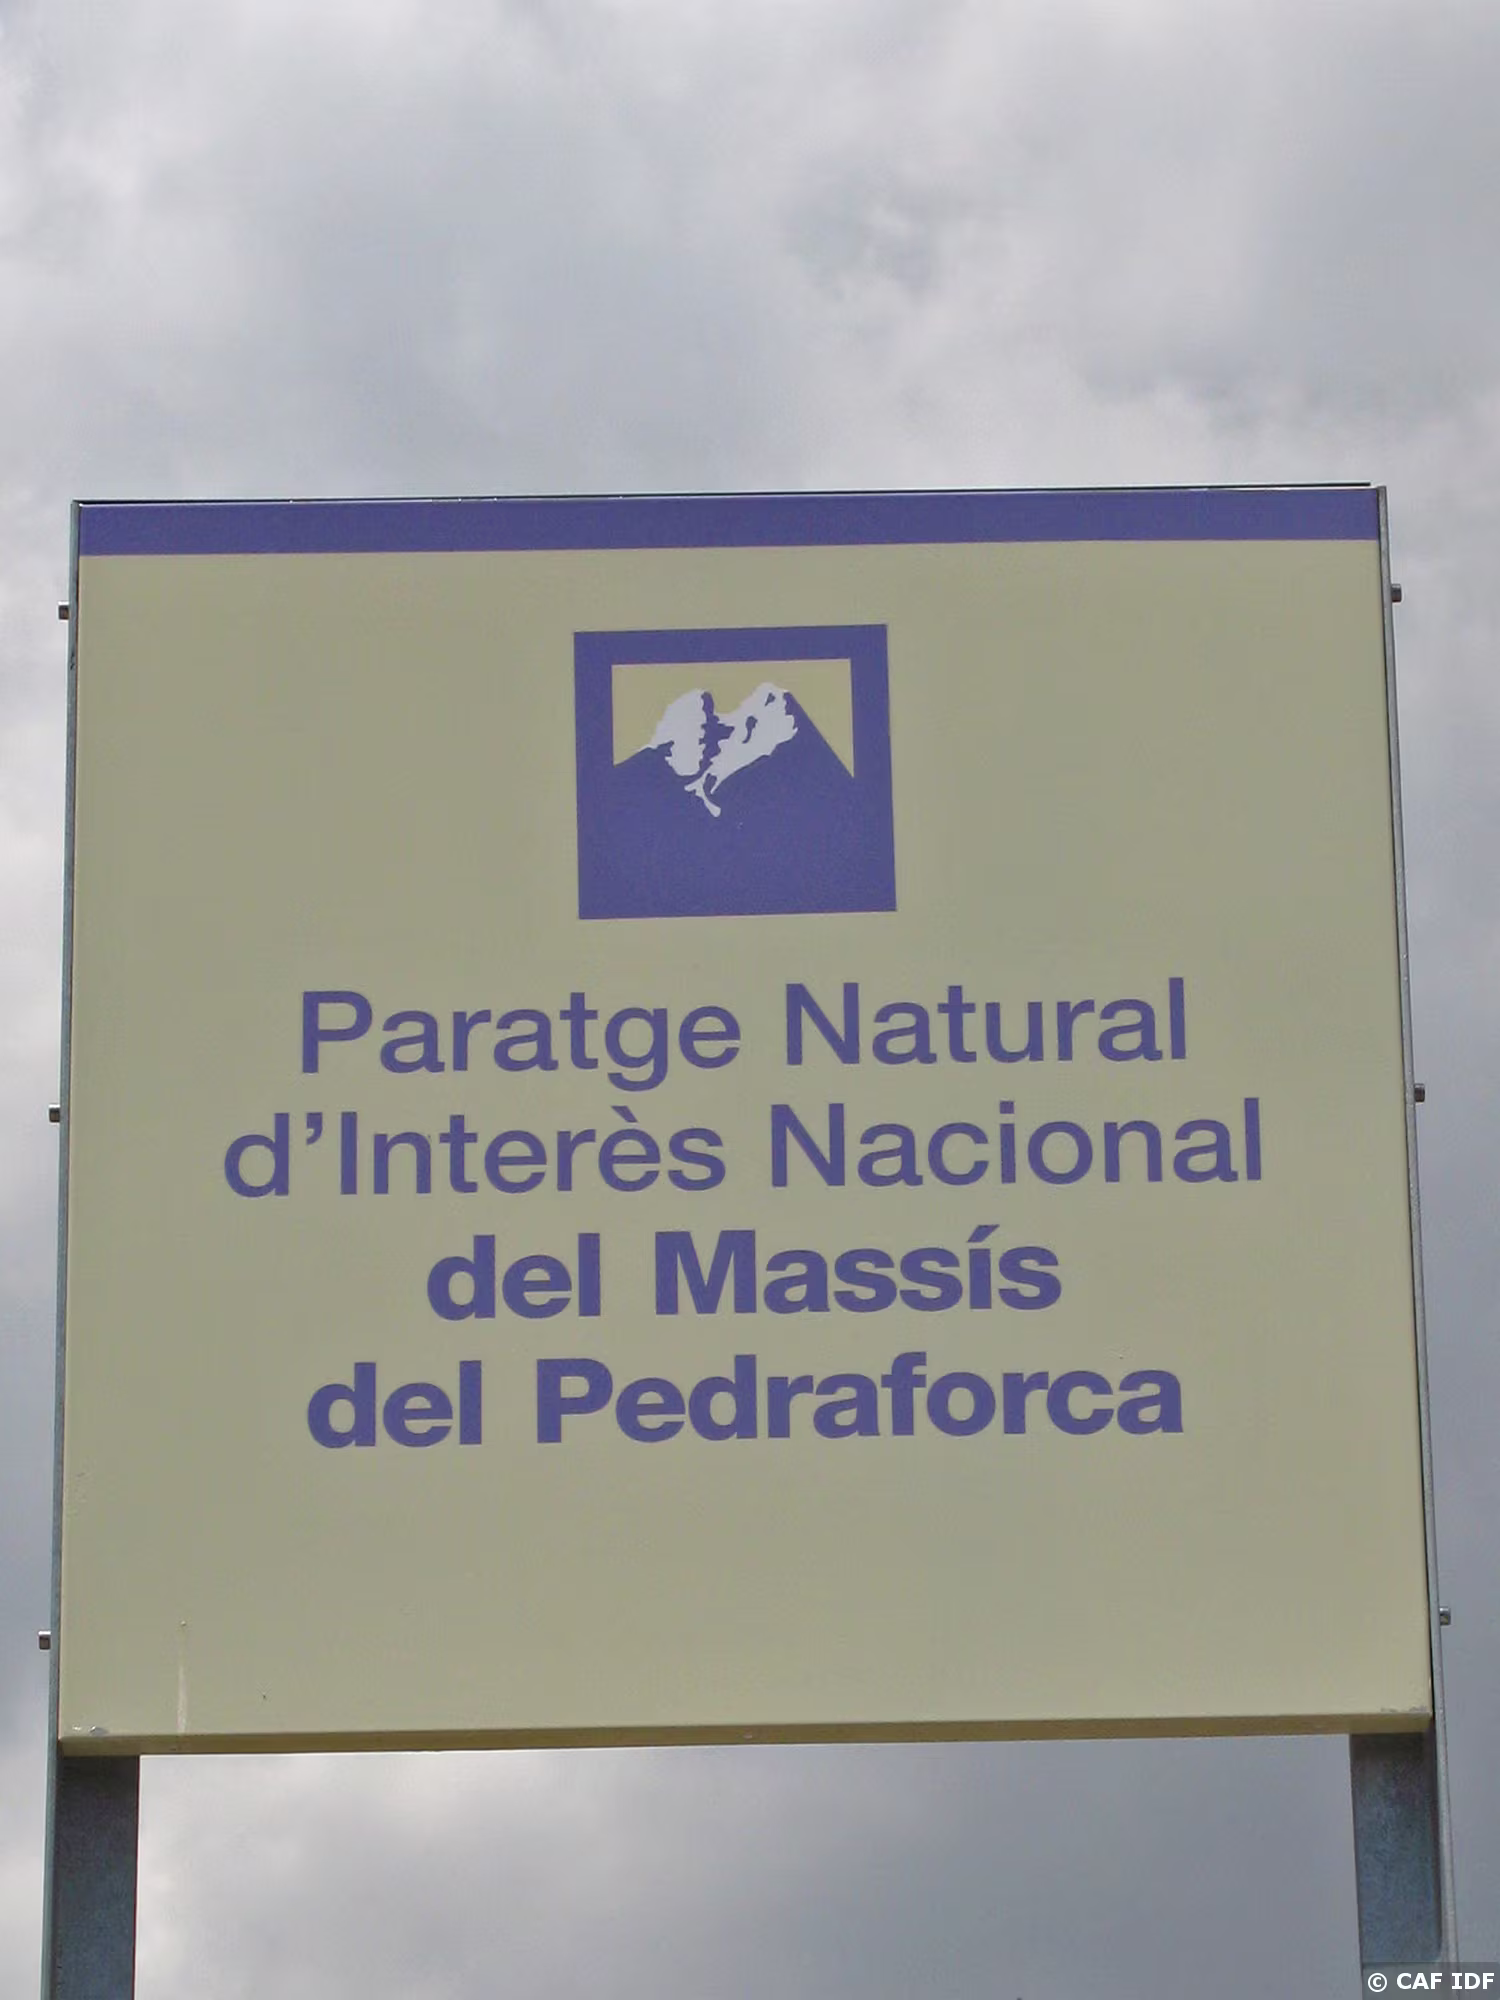 Paratge Natural
d’Interès Nacional
del Massís
del Pedraforca
© CAF IDF